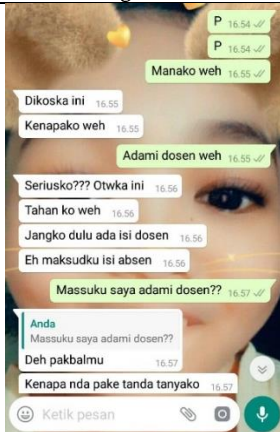 P 16.54
P 16.54
Manako weh 16.55
Dikoska ini 16.55
Kenapako weh 16.55
Adami dosen weh 16.55
Seriusko??? Otwka ini 16.56
Tahan ko weh 16.56
Jangko dulu ada isi dosen 16.56
Eh maksudku isi absen 16.56
Massuku saya adami dosen?? 16.57
Anda
Massuku saya adami dosen??
Deh pakbalmu 16.57
Kenapa nda pake tanda tanyako 16.57
Ketik pesan